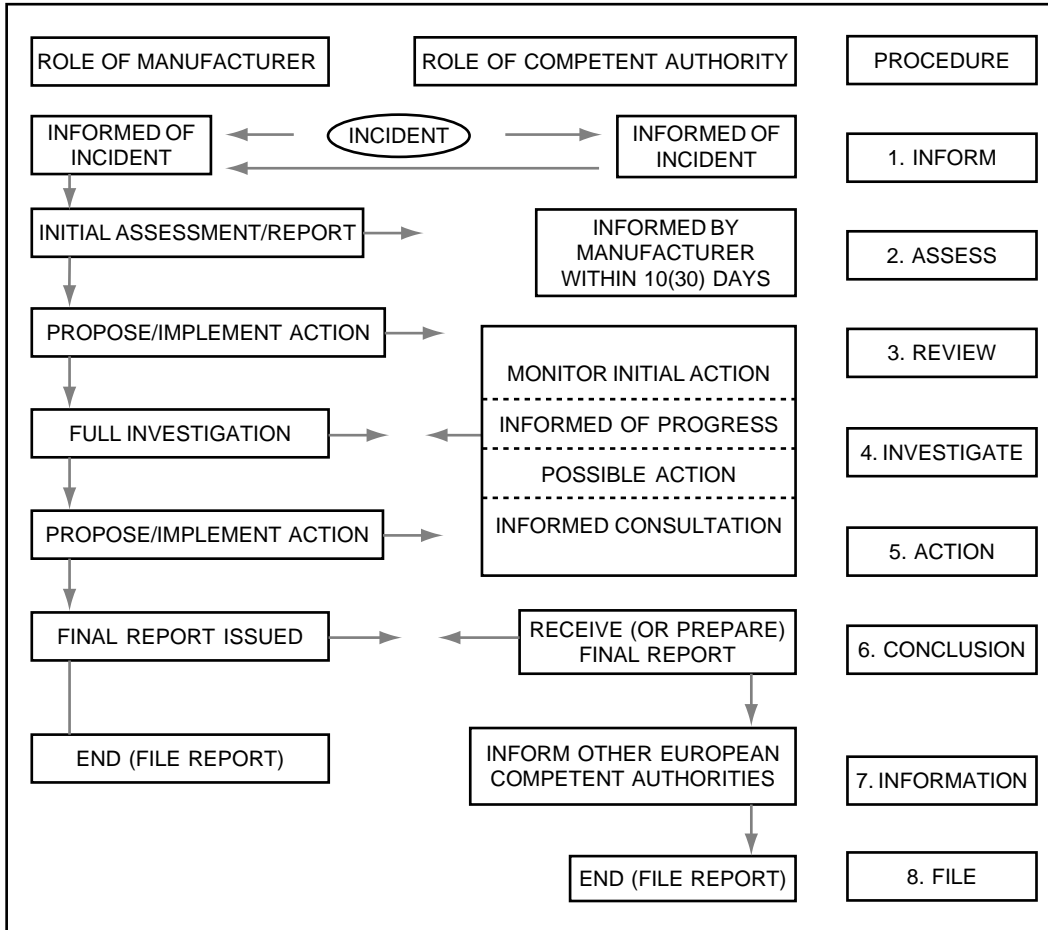 ROLE OF MANUFACTURER
ROLE OF COMPETENT AUTHORITY
PROCEDURE
INFORMED OF
INCIDENT
INCIDENT
INFORMED OF
INCIDENT
1. INFORM
INITIAL ASSESSMENT/REPORT
INFORMED BY
MANUFACTURER
WITHIN 10(30) DAYS
2. ASSESS
PROPOSE/IMPLEMENT ACTION
MONITOR INITIAL ACTION
3. REVIEW
FULL INVESTIGATION
INFORMED OF PROGRESS
POSSIBLE ACTION
4. INVESTIGATE
PROPOSE/IMPLEMENT ACTION
INFORMED CONSULTATION
5. ACTION
FINAL REPORT ISSUED
RECEIVE (OR PREPARE)
FINAL REPORT
6. CONCLUSION
END (FILE REPORT)
INFORM OTHER EUROPEAN
COMPETENT AUTHORITIES
7. INFORMATION
END (FILE REPORT)
8. FILE